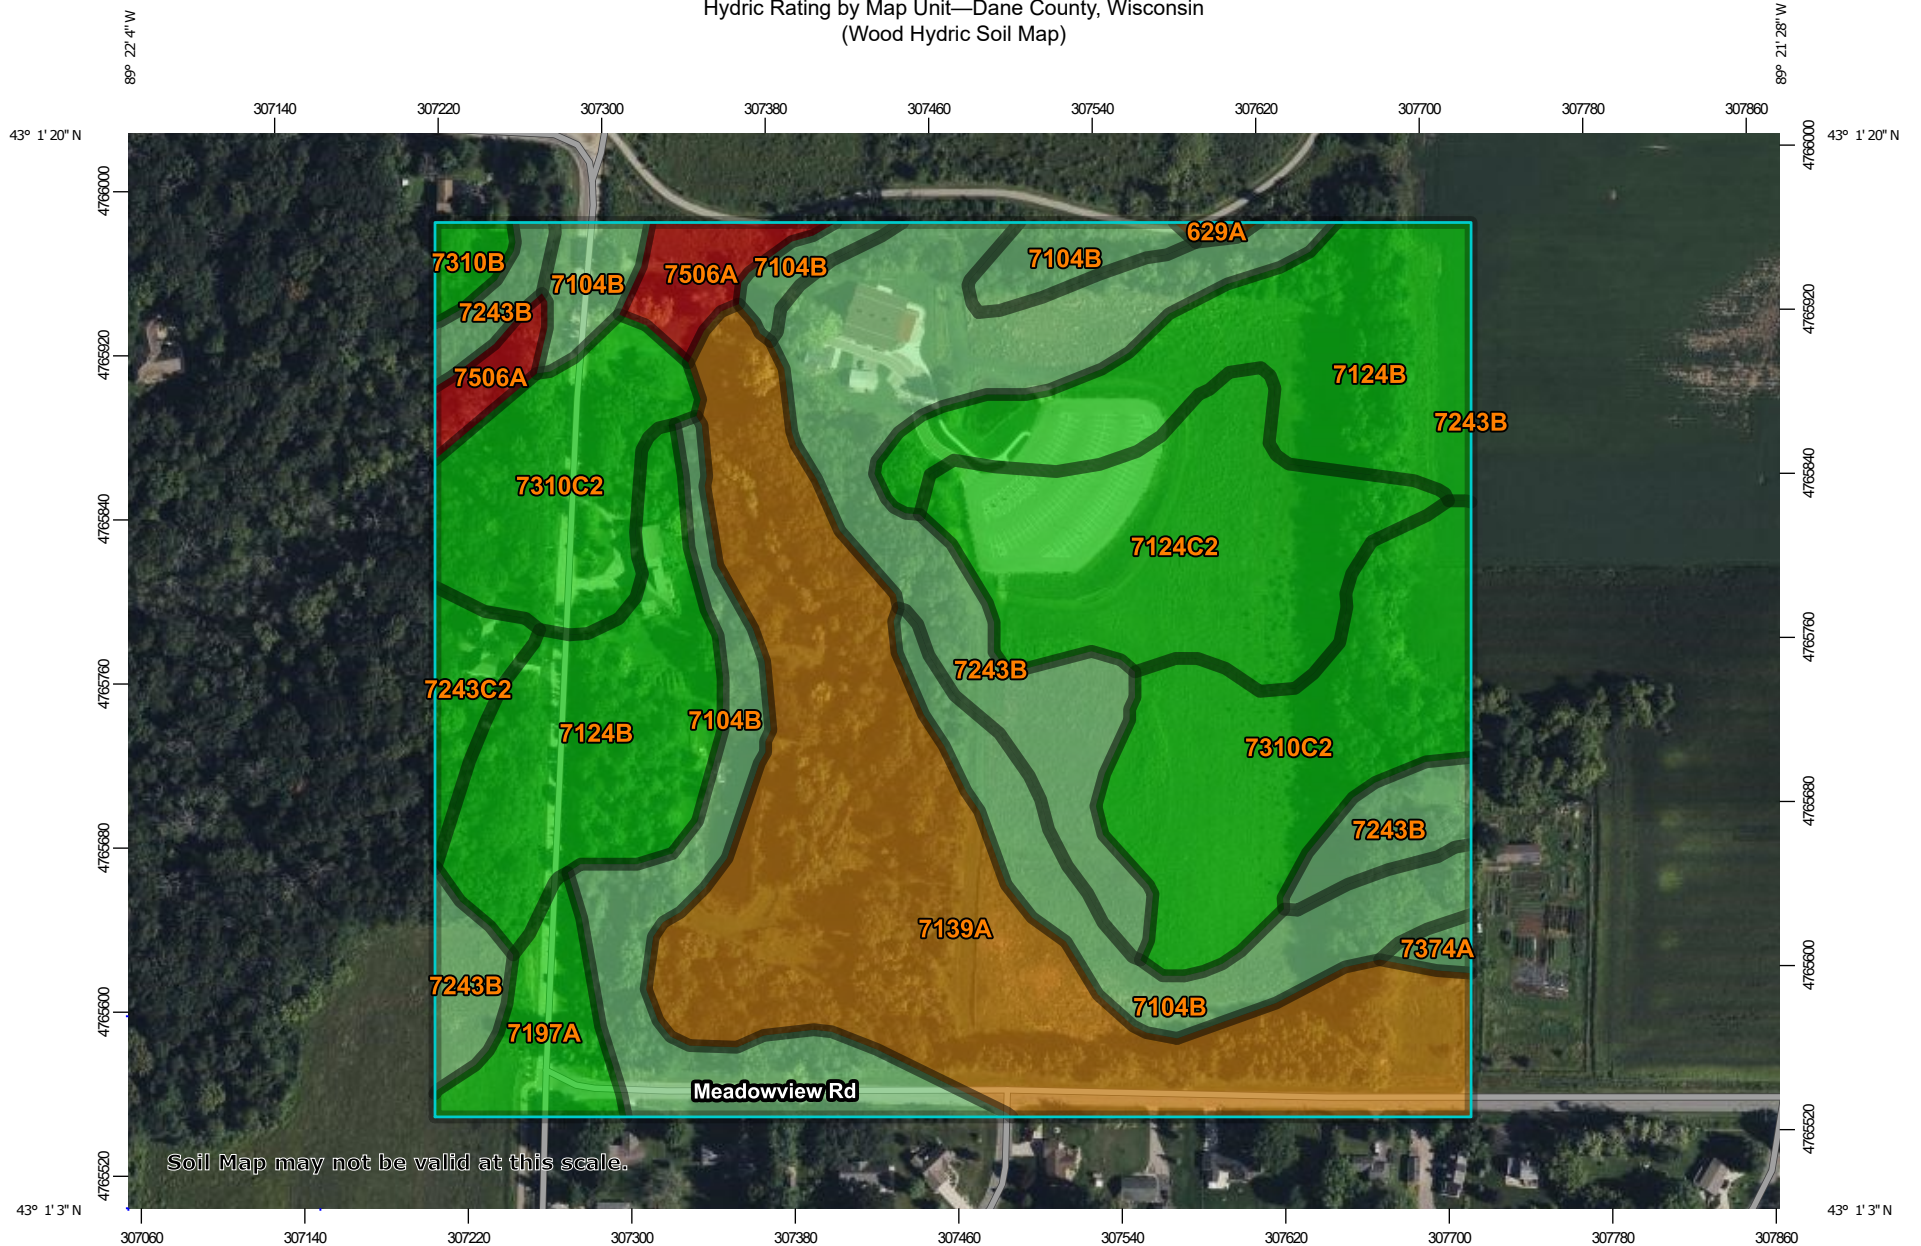 Hydric Rating by Map Unit—Dane County, Wisconsin
(Wood Hydric Soil Map)
89° 22' 4'' W
89° 21' 28'' W
307140 307220 307300 307380 307460 307540 307620 307700 307780 307860
43° 1' 20'' N
43° 1' 20'' N
4766000
4766000
629A
7310B
7104B
7506A
7104B
7104B
7243B
4765920
4765920
7506A
7124B
7243B
7310C2
4765840
4765840
7124C2
4765760
4765760
7243B
7243C2
7104B
7124B
7310C2
4765680
4765680
7243B
7139A
7374A
4765600
4765600
7243B
7104B
7197A
Meadowview Rd
4765520
4765520
Soil Map may not be valid at this scale.
43° 1' 3'' N
43° 1' 3'' N
307060 307140 307220 307300 307380 307460 307540 307620 307700 307780 307860